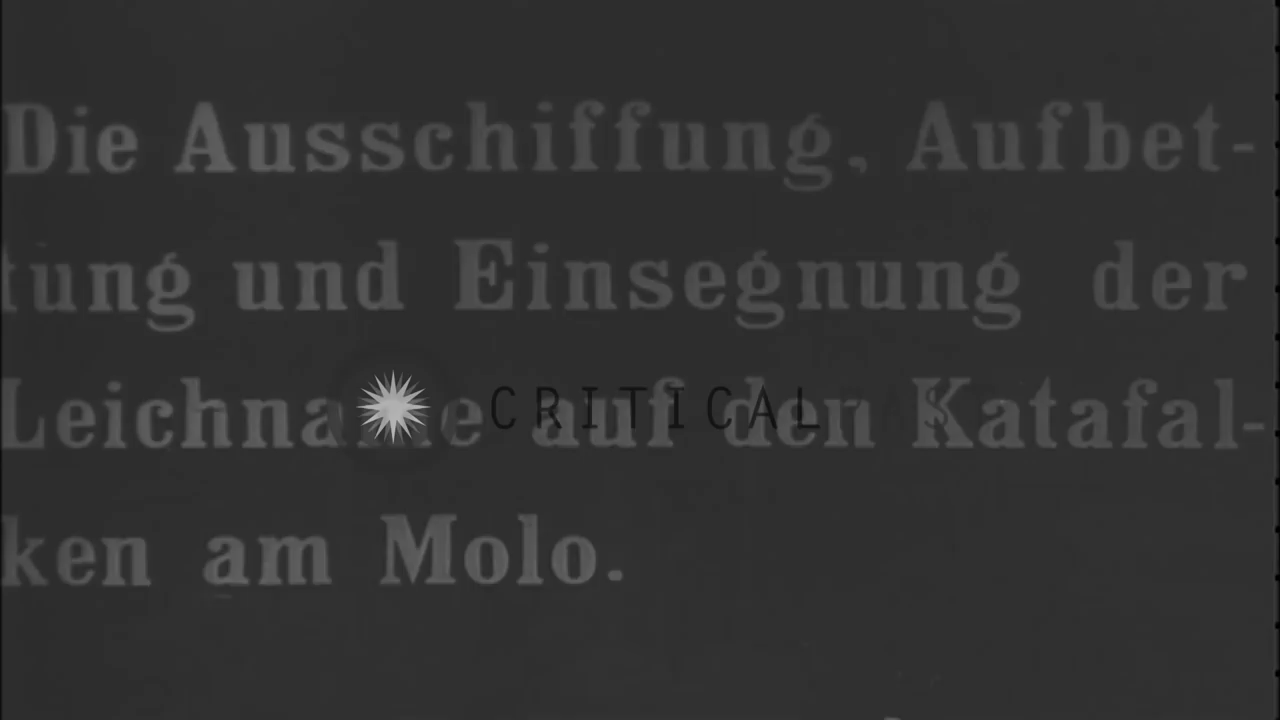 Die Ausschiffung, Aufbet-
tung und Einsegnung der
Leichname auf den Katafal-
ken am Molo.
CRITICAL